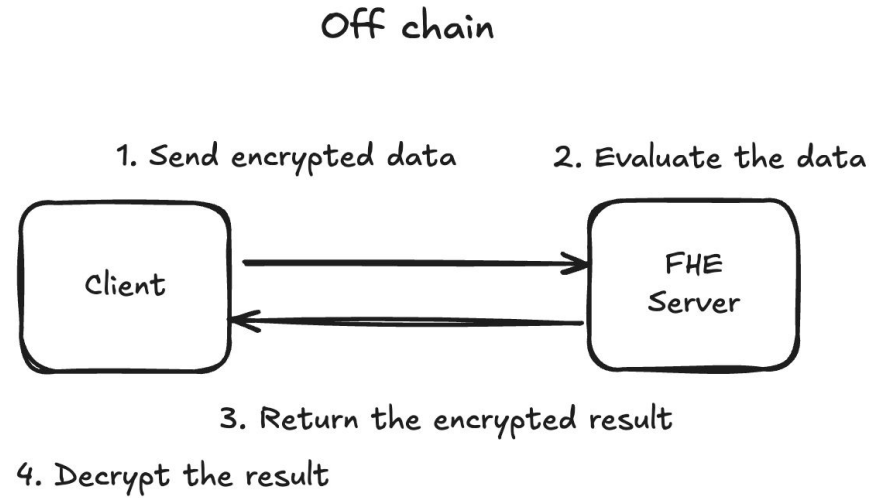 Off chain
1. Send encrypted data
2. Evaluate the data
Client
FHE
Server
3. Return the encrypted result
4. Decrypt the result